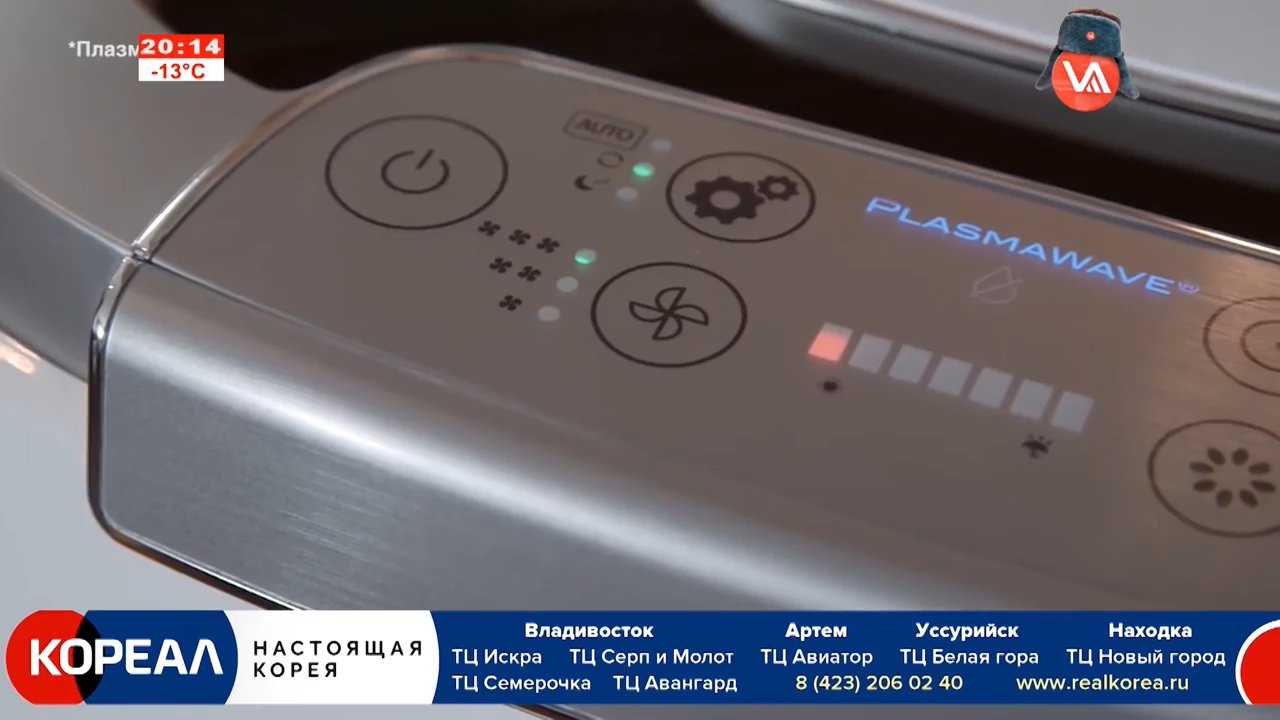 *Плазм
20:14
-13°C
AUTO
PLASMAWAVE
КОРЕАЛ
НАСТОЯЩАЯ
КОРЕЯ
Владивосток
Артем
Уссурийск
Находка
ТЦ Искра
ТЦ Серп и Молот
ТЦ Авиатор
ТЦ Белая гора
ТЦ Новый город
ТЦ Семерочка
ТЦ Авангард
8 (423) 206 02 40
www.realkorea.ru